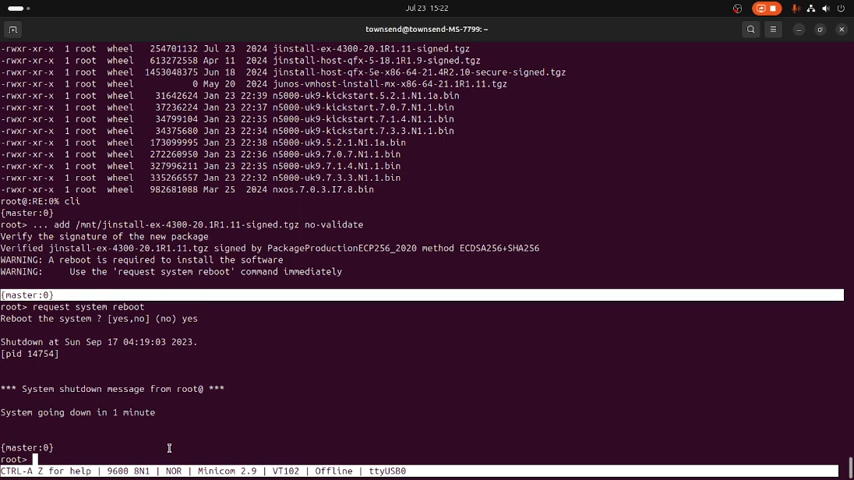 Jul 23  15:22
townsend@townsend-MS-7799: ~
-rwxr-xr-x  1 root  wheel   254701132 Jul 23  2024 jinstall-ex-4300-20.1R1.11-signed.tgz
-rwxr-xr-x  1 root  wheel   613272558 Apr 11  2024 jinstall-host-qfx-5-18.1R1.9-signed.tgz
-rwxr-xr-x  1 root  wheel  1453048375 Jun 18  2024 jinstall-host-qfx-5e-x86-64-21.4R2.10-secure-signed.tgz
-rwxr-xr-x  1 root  wheel           0 May 20  2024 junos-vmhost-install-mx-x86-64-21.1R1.11.tgz
-rwxr-xr-x  1 root  wheel    31642624 Jan 23 22:39 n5000-uk9-kickstart.5.2.1.N1.1a.bin
-rwxr-xr-x  1 root  wheel    37236224 Jan 23 22:37 n5000-uk9-kickstart.7.0.7.N1.1.bin
-rwxr-xr-x  1 root  wheel    34799104 Jan 23 22:35 n5000-uk9-kickstart.7.1.4.N1.1.bin
-rwxr-xr-x  1 root  wheel    34375680 Jan 23 22:34 n5000-uk9-kickstart.7.3.3.N1.1.bin
-rwxr-xr-x  1 root  wheel   173099995 Jan 23 22:38 n5000-uk9.5.2.1.N1.1a.bin
-rwxr-xr-x  1 root  wheel   272260950 Jan 23 22:36 n5000-uk9.7.0.7.N1.1.bin
-rwxr-xr-x  1 root  wheel   327996211 Jan 23 22:35 n5000-uk9.7.1.4.N1.1.bin
-rwxr-xr-x  1 root  wheel   335266557 Jan 23 22:32 n5000-uk9.7.3.3.N1.1.bin
-rwxr-xr-x  1 root  wheel   982681088 Mar 25  2024 nxos.7.0.3.I7.8.bin
root@:RE:0% cli
{master:0}
root> ... add /mnt/jinstall-ex-4300-20.1R1.11-signed.tgz no-validate
Verify the signature of the new package
Verified jinstall-ex-4300-20.1R1.11.tgz signed by PackageProductionECP256_2020 method ECDSA256+SHA256
WARNING: A reboot is required to install the software
WARNING:     Use the 'request system reboot' command immediately
{master:0}
root> request system reboot
Reboot the system ? [yes,no] (no) yes
Shutdown at Sun Sep 17 04:19:03 2023.
[pid 14754]
*** System shutdown message from root@ ***
System going down in 1 minute
{master:0}
root>
CTRL-A Z for help | 9600 8N1 | NOR | Minicom 2.9 | VT102 | Offline | ttyUSB0